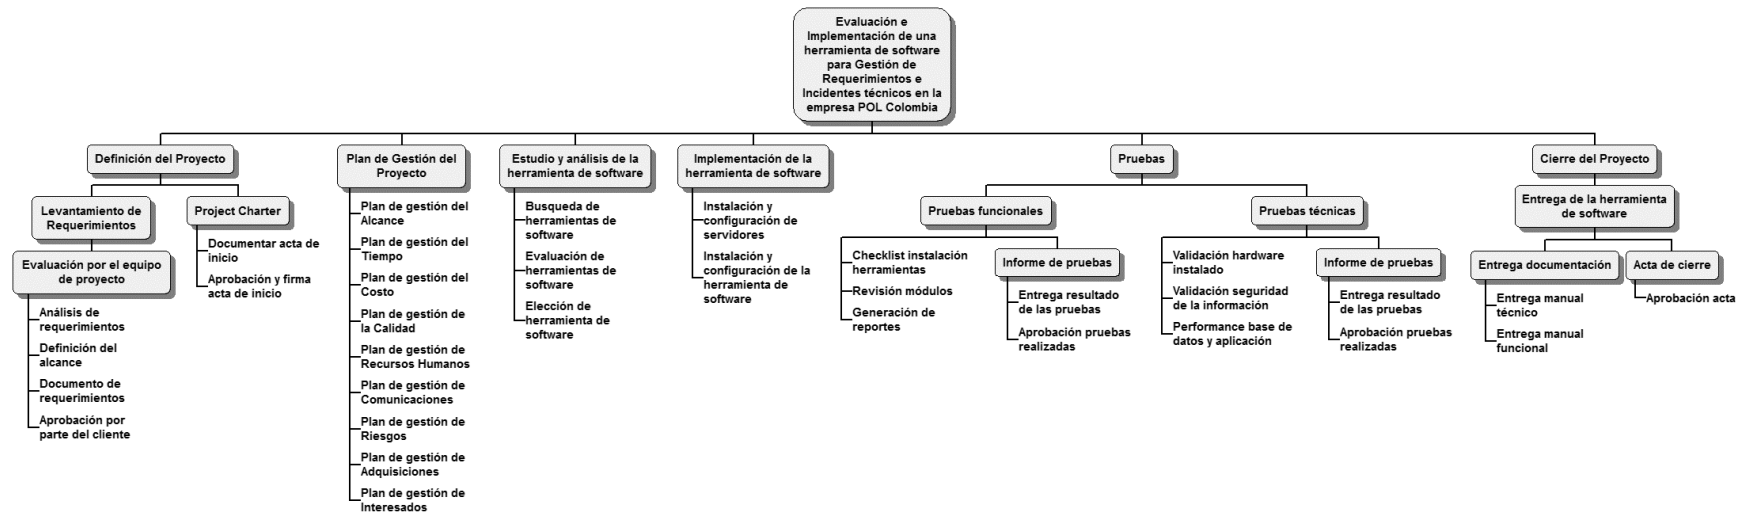 Evaluación e
Implementación de una
herramienta de software
para Gestión de
Requerimientos e
Incidentes técnicos en la
empresa POL Colombia
Definición del Proyecto
Levantamiento de
Requerimientos
Evaluación por el equipo
de proyecto
Análisis de
requerimientos
Definición del
alcance
Documento de
requerimientos
Aprobación por
parte del cliente
Project Charter
Documentar acta de
inicio
Aprobación y firma
acta de inicio
Plan de Gestión del
Proyecto
Plan de gestión del
Alcance
Plan de gestión del
Tiempo
Plan de gestión del
Costo
Plan de gestión de
la Calidad
Plan de gestión de
Recursos Humanos
Plan de gestión de
Comunicaciones
Plan de gestión de
Riesgos
Plan de gestión de
Adquisiciones
Plan de gestión de
Interesados
Estudio y análisis de la
herramienta de software
Busqueda de
herramientas de
software
Evaluación de
herramientas de
software
Elección de
herramienta de
software
Implementación de la
herramienta de software
Instalación y
configuración de
servidores
Instalación y
configuración de la
herramienta de
software
Pruebas
Pruebas funcionales
Checklist instalación
herramientas
Revisión módulos
Generación de
reportes
Informe de pruebas
Entrega resultado
de las pruebas
Aprobación pruebas
realizadas
Pruebas técnicas
Validación hardware
instalado
Validación seguridad
de la información
Performance base de
datos y aplicación
Informe de pruebas
Entrega resultado
de las pruebas
Aprobación pruebas
realizadas
Cierre del Proyecto
Entrega de la herramienta
de software
Entrega documentación
Entrega manual
técnico
Entrega manual
funcional
Acta de cierre
Aprobación acta